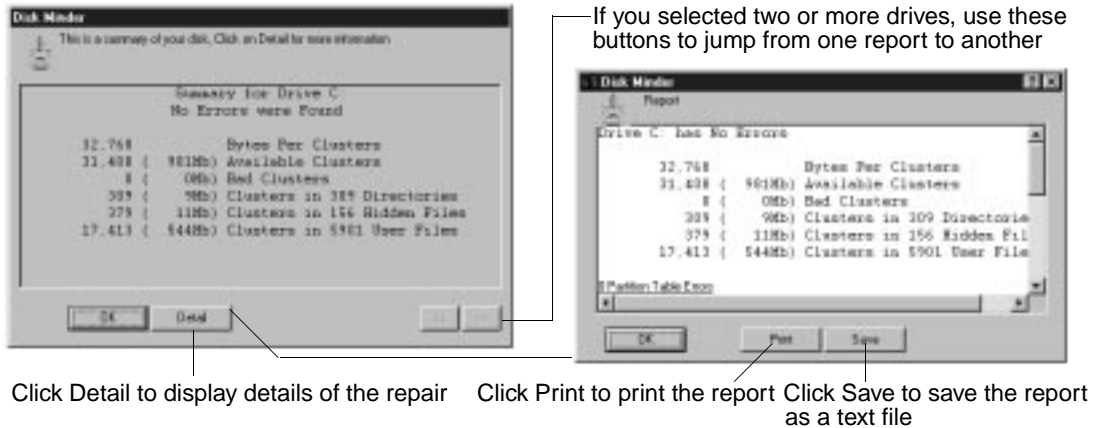 Disk Minder
This is a summary of your disk, Click on Detail for more information
Summary for Drive C
No Errors were Found
32,768 Bytes Per Clusters
31,408 ( 981Mb) Available Clusters
0 ( 0Mb) Bad Clusters
309 ( 9Mb) Clusters in 309 Directories
379 ( 11Mb) Clusters in 156 Hidden Files
17,413 ( 544Mb) Clusters in 5901 User Files
OK Detail
If you selected two or more drives, use these
buttons to jump from one report to another
Disk Minder
Report
Drive C: has No Errors
32,768 Bytes Per Clusters
31,408 ( 981Mb) Available Clusters
0 ( 0Mb) Bad Clusters
309 ( 9Mb) Clusters in 309 Directorie
379 ( 11Mb) Clusters in 156 Hidden Fil
17,413 ( 544Mb) Clusters in 5901 User File
0 Partition Table Errors
OK Print Save
Click Detail to display details of the repair
Click Print to print the report
Click Save to save the report
as a text file